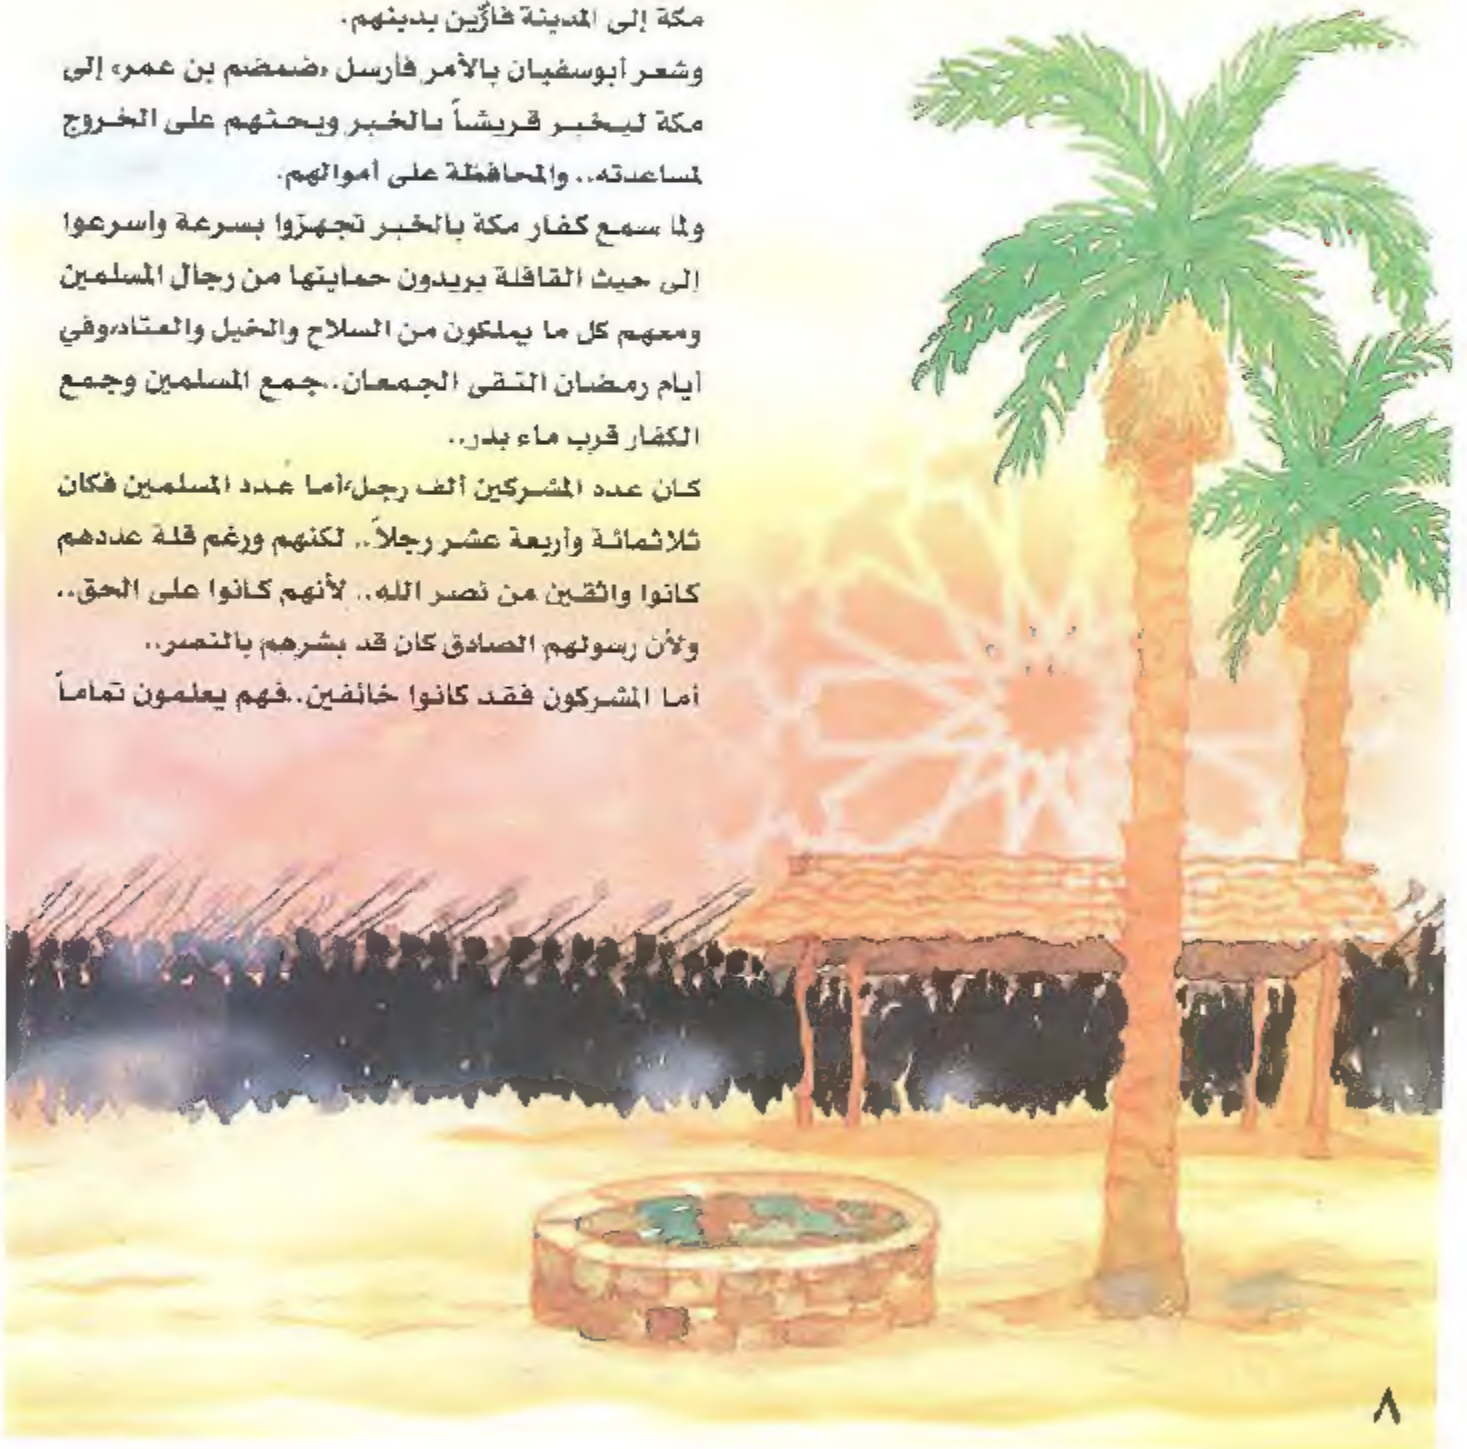 مكة إلى المدينة فارّين بدينهم.
وشعر أبوسفيان بالأمر فأرسل «ضمضم بن عمر» إلى
مكة ليخبر قريشاً بالخبر ويحثهم على الخروج
لمساعدته.. والمحافظة على أموالهم.
ولما سمع كفار مكة بالخبر تجهزوا بسرعة وأسرعوا
إلى حيث القافلة يريدون حمايتها من رجال المسلمين
ومعهم كل ما يملكون من السلاح والخيل والعتاد،وفي
أيام رمضان التقى الجمعان..جمع المسلمين وجمع
الكفار قرب ماء بدر..
كان عدد المشركين ألف رجل،أما عدد المسلمين فكان
ثلاثمائة وأربعة عشر رجلاً.. لكنهم ورغم قلة عددهم
كانوا واثقين من نصر الله.. لأنهم كانوا على الحق..
ولأن رسولهم الصادق كان قد بشرهم بالنصر..
أما المشركون فقد كانوا خائفين..فهم يعلمون تماماً
٨